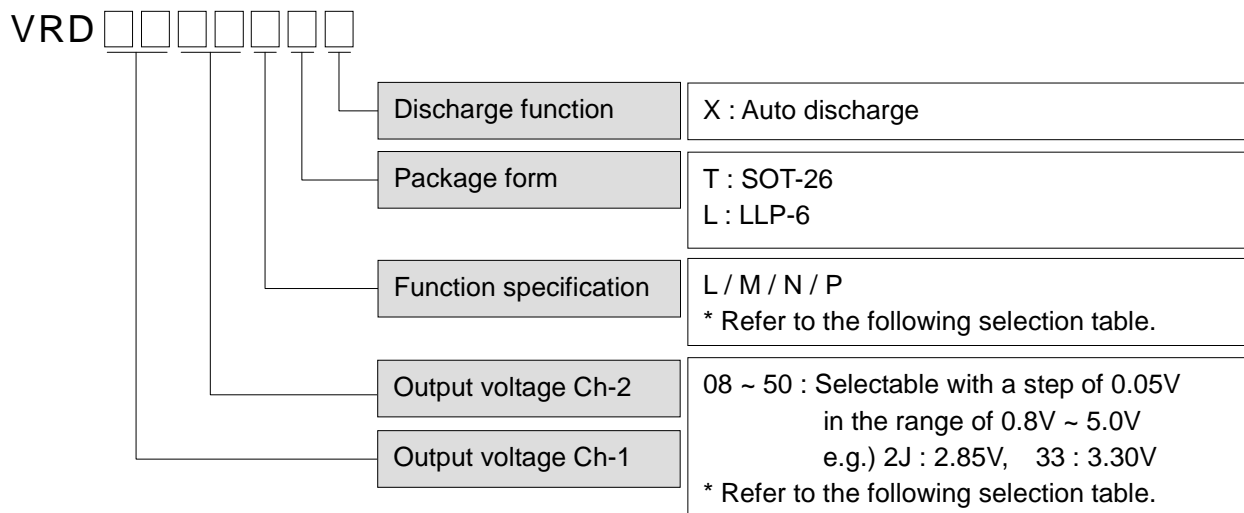 VRD
Discharge function
X : Auto discharge
Package form
T : SOT-26
L : LLP-6
Function specification
L / M / N / P
* Refer to the following selection table.
Output voltage Ch-2
Output voltage Ch-1
08 ~ 50 : Selectable with a step of 0.05V
in the range of 0.8V ~ 5.0V
e.g.) 2J : 2.85V, 33 : 3.30V
* Refer to the following selection table.